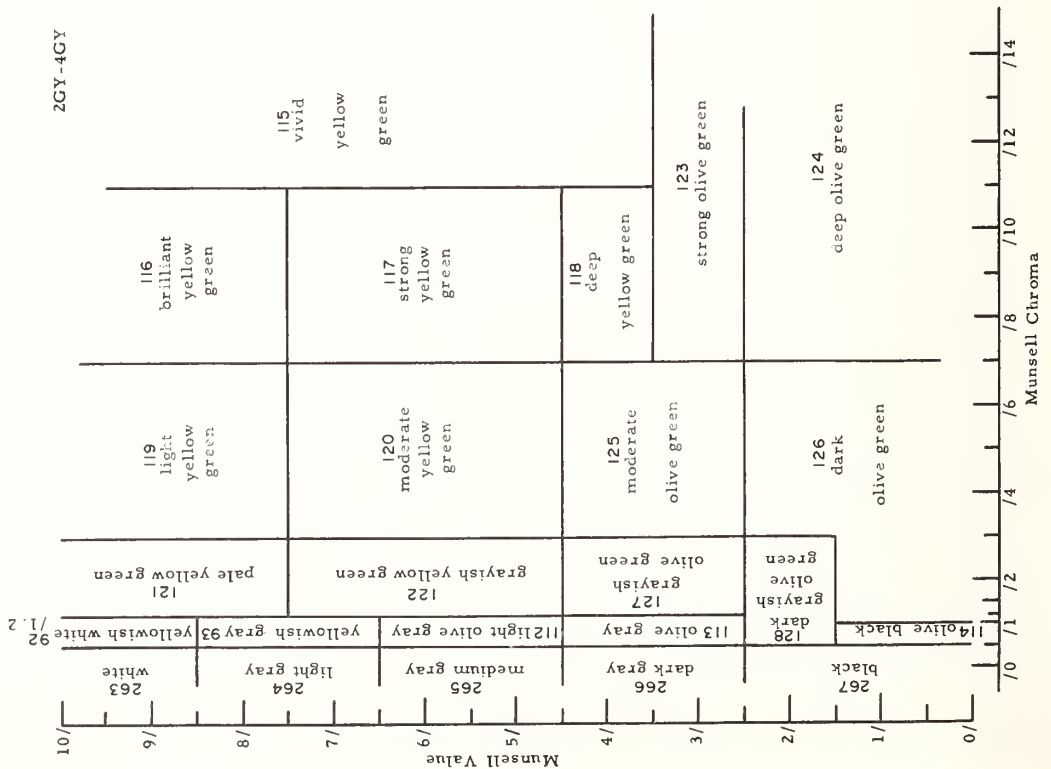 2GY-4GY
115
vivid
yellow
green
116
brilliant
yellow
green
117
strong
yellow
green
118
deep
yellow green
123
strong olive green
124
deep olive green
119
light
yellow
green
120
moderate
yellow
green
125
moderate
olive green
126
dark
olive green
121
pale yellow green
122
grayish yellow green
127
grayish
olive green
128
dark
grayish
olive
green
92
yellowish white
/1.2
93 yellowish gray
112 light olive gray
113 olive gray
114 olive black
263
white
264
light gray
265
medium gray
266
dark gray
267
black
10/
9/
8/
7/
6/
5/
4/
3/
2/
1/
0/
Munsell Value
/0
/1
/2
/4
/6
/8
/10
/12
/14
Munsell Chroma